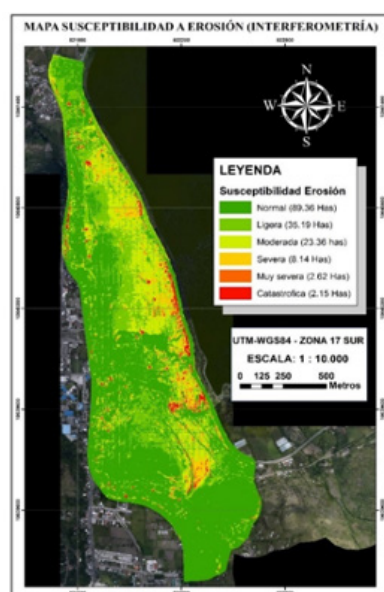 MAPA SUSCEPTIBILIDAD A EROSIÓN (INTERFEROMETRÍA)
N
W
E
S
LEYENDA
Susceptibilidad Erosión
Normal (89.36 Has)
Ligera (35.19 Has)
Moderada (23.36 has)
Severa (8.14 Has)
Muy severa (2.62 Has)
Catastrofica (2.15 Has)
UTM-WGS84 - ZONA 17 SUR
ESCALA: 1 : 10.000
0 125 250 500
Metros